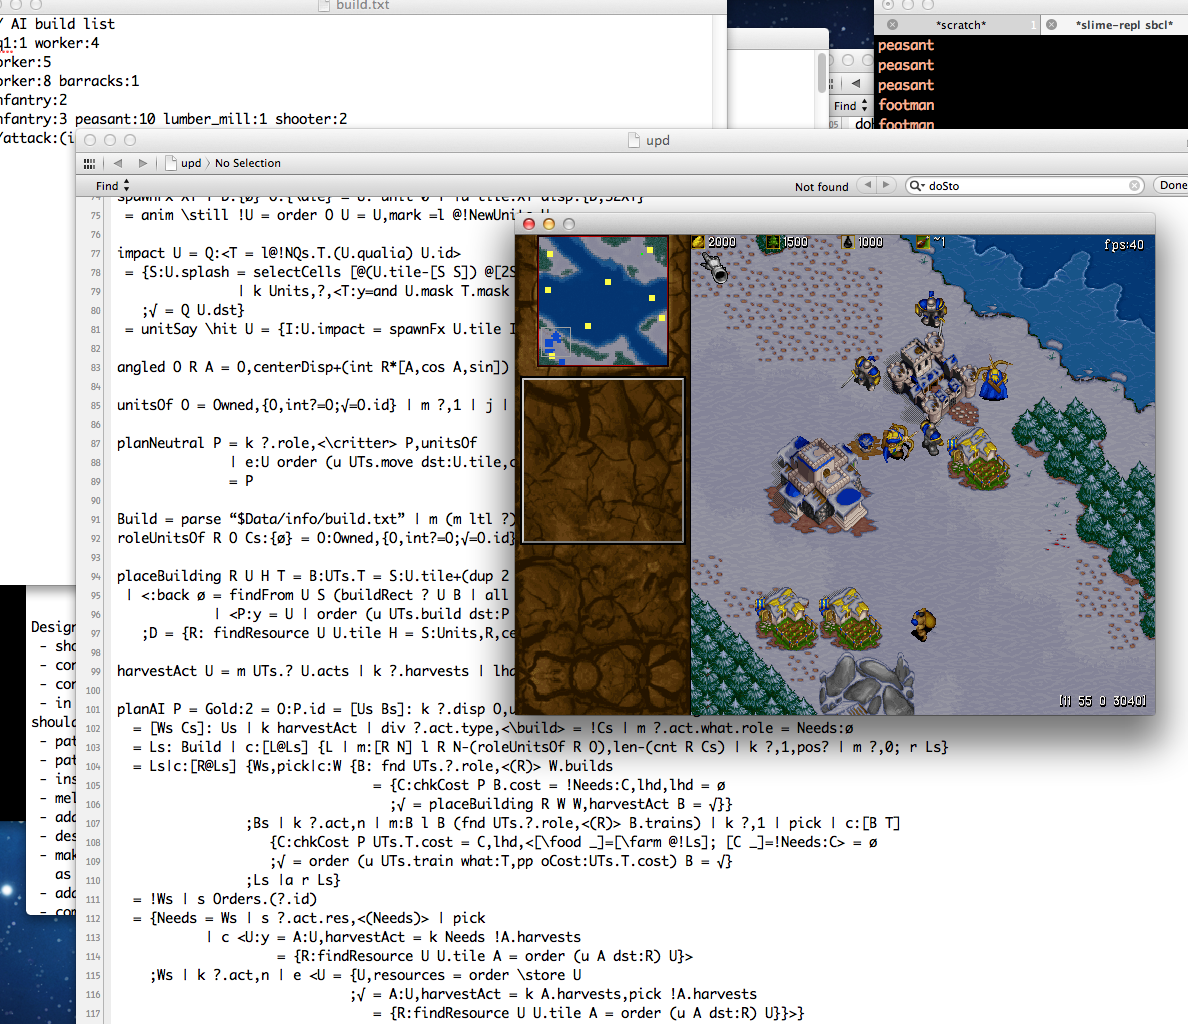 build.txt
/ AI build list
q1:1 worker:4
orker:5
orker:8 barracks:1
nfantry:2
nfantry:3 peasant:10 lumber_mill:1 shooter:2
/attack:(i
*scratch*
1
*slime-repl sbcl*
peasant
peasant
peasant
footman
footman
Find
05
upd
upd
No Selection
Find
Not found
doSto
Done
75 = anim \still !U = order O U = U,mark =l @!NewUnits
76
77 impact U = Q:<T = l@!NQs.T.(U.qualia) U.id>
78 = {S:U.splash = selectCells [@(U.tile-[S S]) @[2S
79 | k Units,?,<T:y=and U.mask T.mask
80 ;√ = Q U.dst}
81 = unitSay \hit U = {I:U.impact = spawnFx U.tile I
82
83 angled O R A = O,centerDisp+(int R*[A,cos A,sin])
84
85 unitsOf O = Owned,{O,int?=0;√=0.id} | m ?,1 | j |
86
87 planNeutral P = k ?.role,<\critter> P,unitsOf
88 | e:U order (u UTs.move dst:U.tile,c
89 = P
90
91 Build = parse “$Data/info/build.txt” | m (m ltl ?)
92 roleUnitsOf R O Cs:{ø} = O:Owned,{O,int?=0;√=O.id}
93
94 placeBuilding R U H T = B:UTs.T = S:U.tile+(dup 2
95 | <:back ø = findFrom U S (buildRect ? U B | all
96 | <P:y = U | order (u UTs.build dst:P
97 ;D = {R: findResource U U.tile H = S:Units,R,ce
98
99 harvestAct U = m UTs.? U.acts | k ?.harvests | lhd
100
101 planAI P = Gold:2 = O:P.id = [Us Bs]: k ?.disp O,u
102 = [Ws Cs]: Us | k harvestAct | div ?.act.type,<\build> = !Cs | m ?.act.what.role = Needs:ø
103 = Ls: Build | c:[L@Ls] {L | m:[R N] l R N-(roleUnitsOf R O),len-(cnt R Cs) | k ?,1,pos? | m ?,0; r Ls}
104 = Ls|c:[R@Ls] {Ws,pick|c:W {B: fnd UTs.?.role,<(R)> W.builds
105 = {C:chkCost P B.cost = !Needs:C,lhd,lhd = ø
106 ;√ = placeBuilding R W W,harvestAct B = √}}
107 ;Bs | k ?.act,n | m:B l B (fnd UTs.?.role,<(R)> B.trains) | k ?,1 | pick | c:[B T]
108 {C:chkCost P UTs.T.cost = C,lhd,<[\food _]=[\farm @!Ls]; [C _]=!Needs:C> = ø
109 ;√ = order (u UTs.train what:T,pp oCost:UTs.T.cost) B = √}
110 ;Ls |a r Ls}
111 = !Ws | s Orders.(?.id)
112 = {Needs = Ws | s ?.act.res,<(Needs)> | pick
113 | c <U:y = A:U,harvestAct = k Needs !A.harvests
114 = {R:findResource U U.tile A = order (u A dst:R) U}>
115 ;Ws | k ?.act,n | e <U = {U,resources = order \store U
116 ;√ = A:U,harvestAct = k A.harvests,pick !A.harvests
117 = {R:findResource U U.tile A = order (u A dst:R) U}}>}
2000
1500
1000
~1
fps:40
[11 55 0 3040]
Design
- sho
- con
- con
- in
shoul
- pat
- pat
- ins
- mel
- add
- des
- mak
as
- add
- com